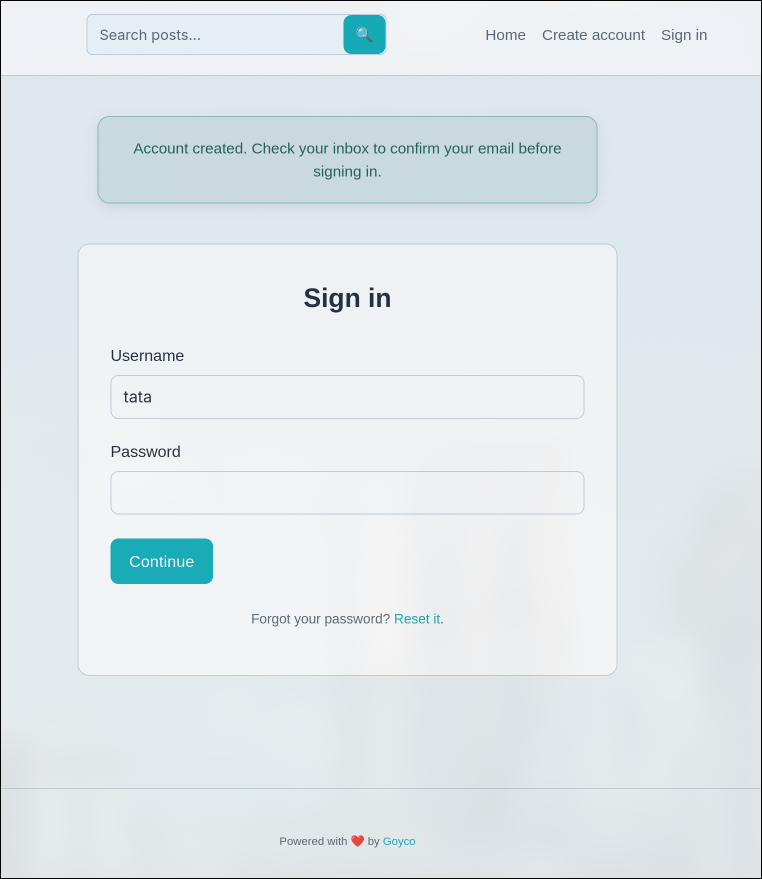 Search posts...
🔍
Home Create account Sign in
Account created. Check your inbox to confirm your email before
signing in.
Sign in
Username
tata
Password
Continue
Forgot your password? Reset it.
Powered with ❤️ by Goyco